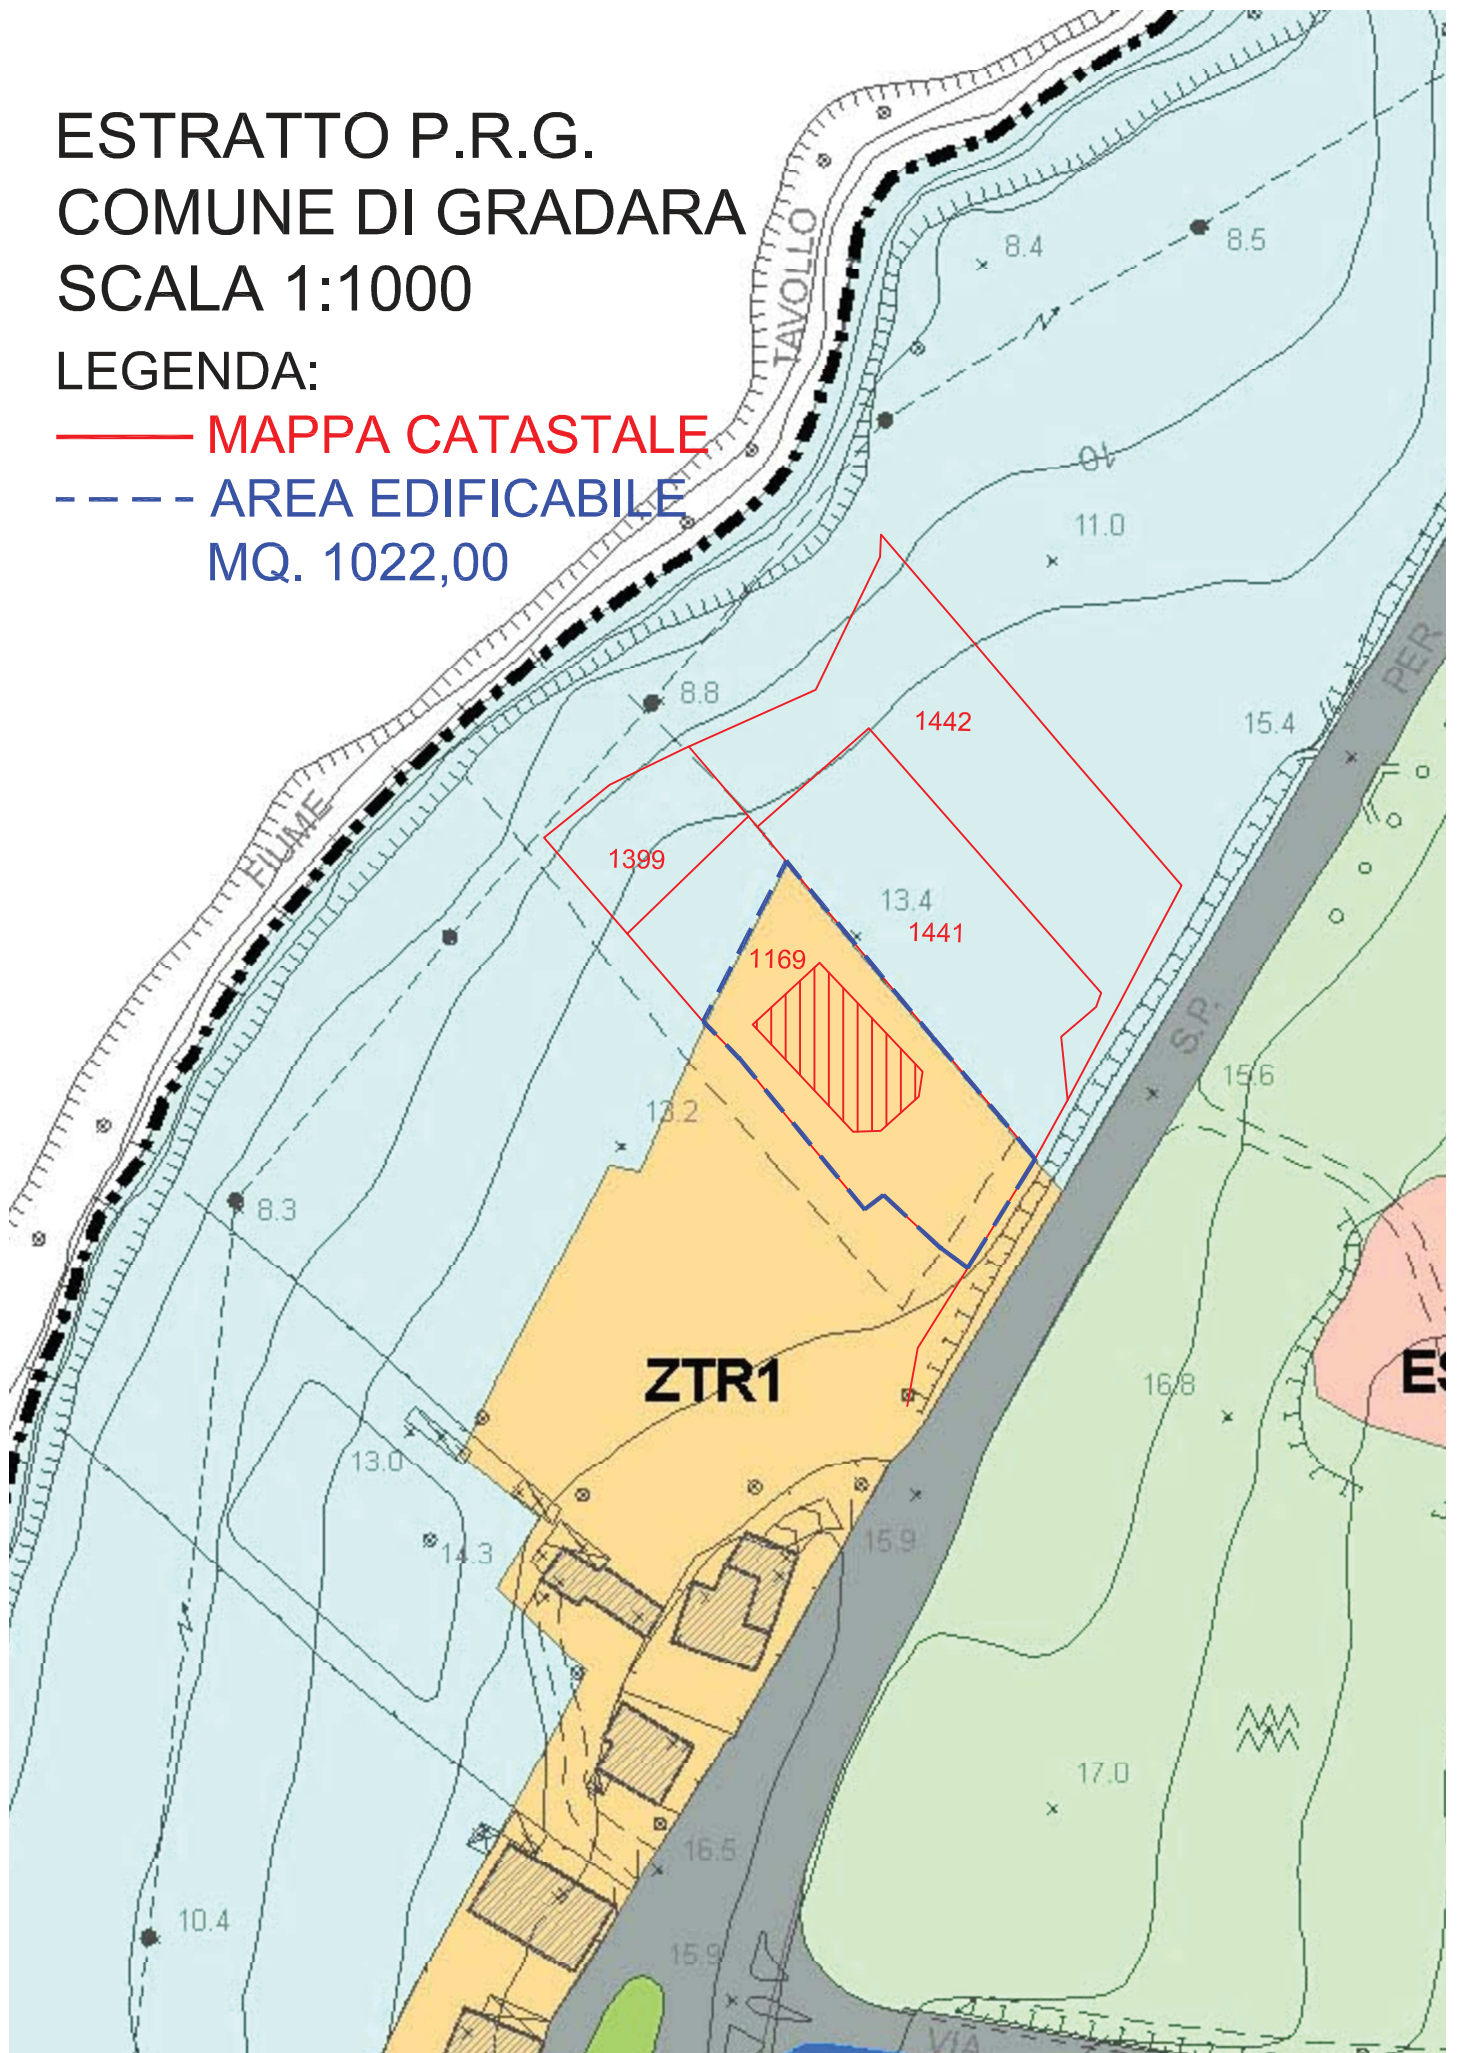 ESTRATTO P.R.G.
COMUNE DI GRADARA
SCALA 1:1000
LEGENDA:
MAPPA CATASTALE
AREA EDIFICABILE
MQ. 1022,00
TAVOLLO
8.4
8.5
10
11.0
PER
8.8
1442
15.4
FIUME
1399
13.4
1441
1169
S.P.
15.6
13.2
8.3
ZTR1
16.8
ES
13.0
14.3
15.9
17.0
16.5
10.4
15.9
VIA